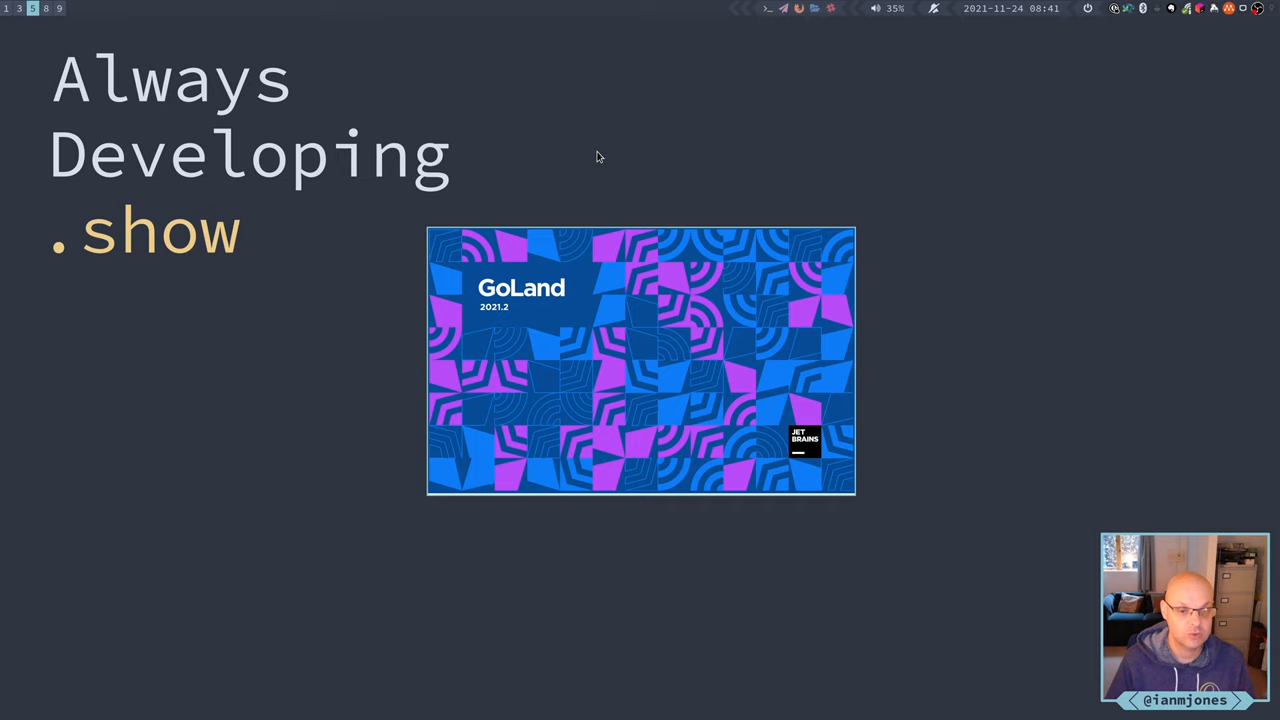 1 3 5 8 9
35%
2021-11-24 08:41
Always
Developing
.show
GoLand
2021.2
JET
BRAINS
@ianmjones